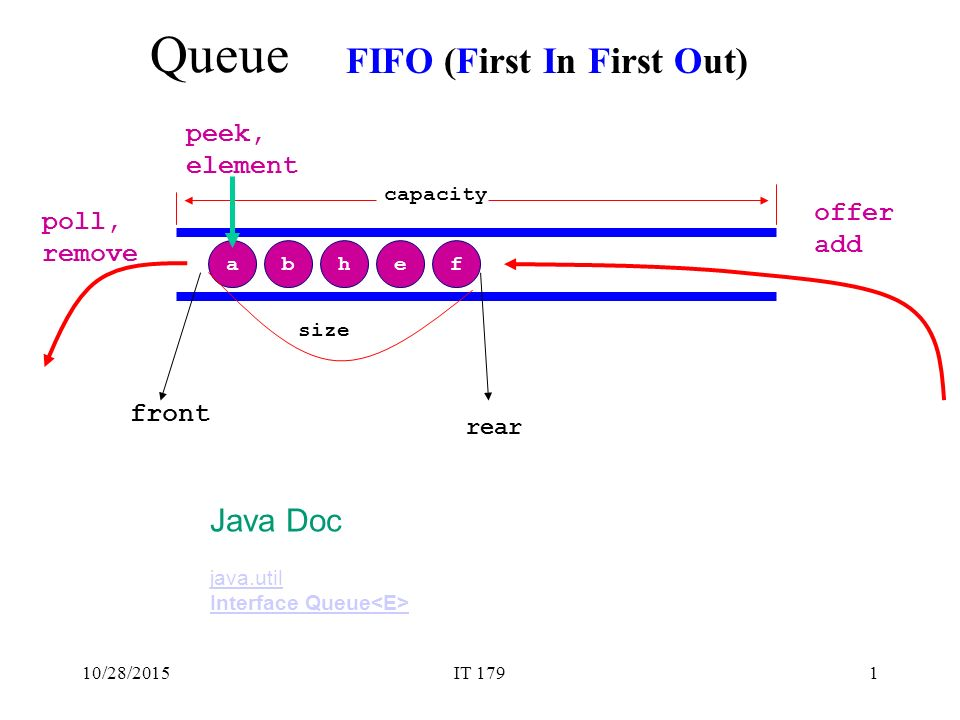 Queue
FIFO (First In First Out)
peek,
element
capacity
poll,
remove
offer
add
a b h e f
size
front
rear
Java Doc
java.util
Interface Queue<E>
10/28/2015
IT 179
1